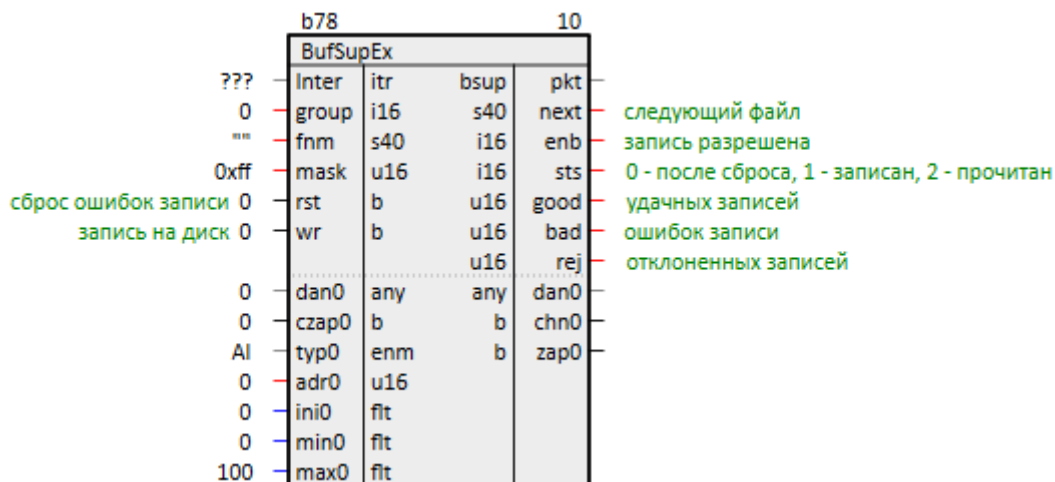 b78 10
BufSupEx
??? Inter itr bsup pkt
0 group i16 s40 next следующий файл
"" fnm s40 i16 enb запись разрешена
0xff mask u16 i16 sts 0 - после сброса, 1 - записан, 2 - прочитан
сброс ошибок записи 0 rst b u16 good удачных записей
запись на диск 0 wr b u16 bad ошибок записи
u16 rej отклоненных записей
0 dan0 any any dan0
0 czap0 b b chn0
AI typ0 enm b zap0
0 adr0 u16
0 ini0 flt
0 min0 flt
100 max0 flt